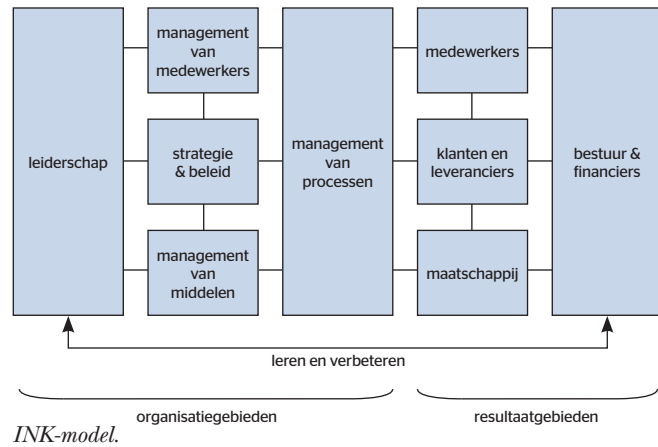 leiderschap
management
van
medewerkers
strategie
& beleid
management
van
middelen
management
van
processen
medewerkers
klanten en
leveranciers
maatschappij
bestuur &
financiers
leren en verbeteren
organisatiegebieden
resultaatgebieden
INK-model.